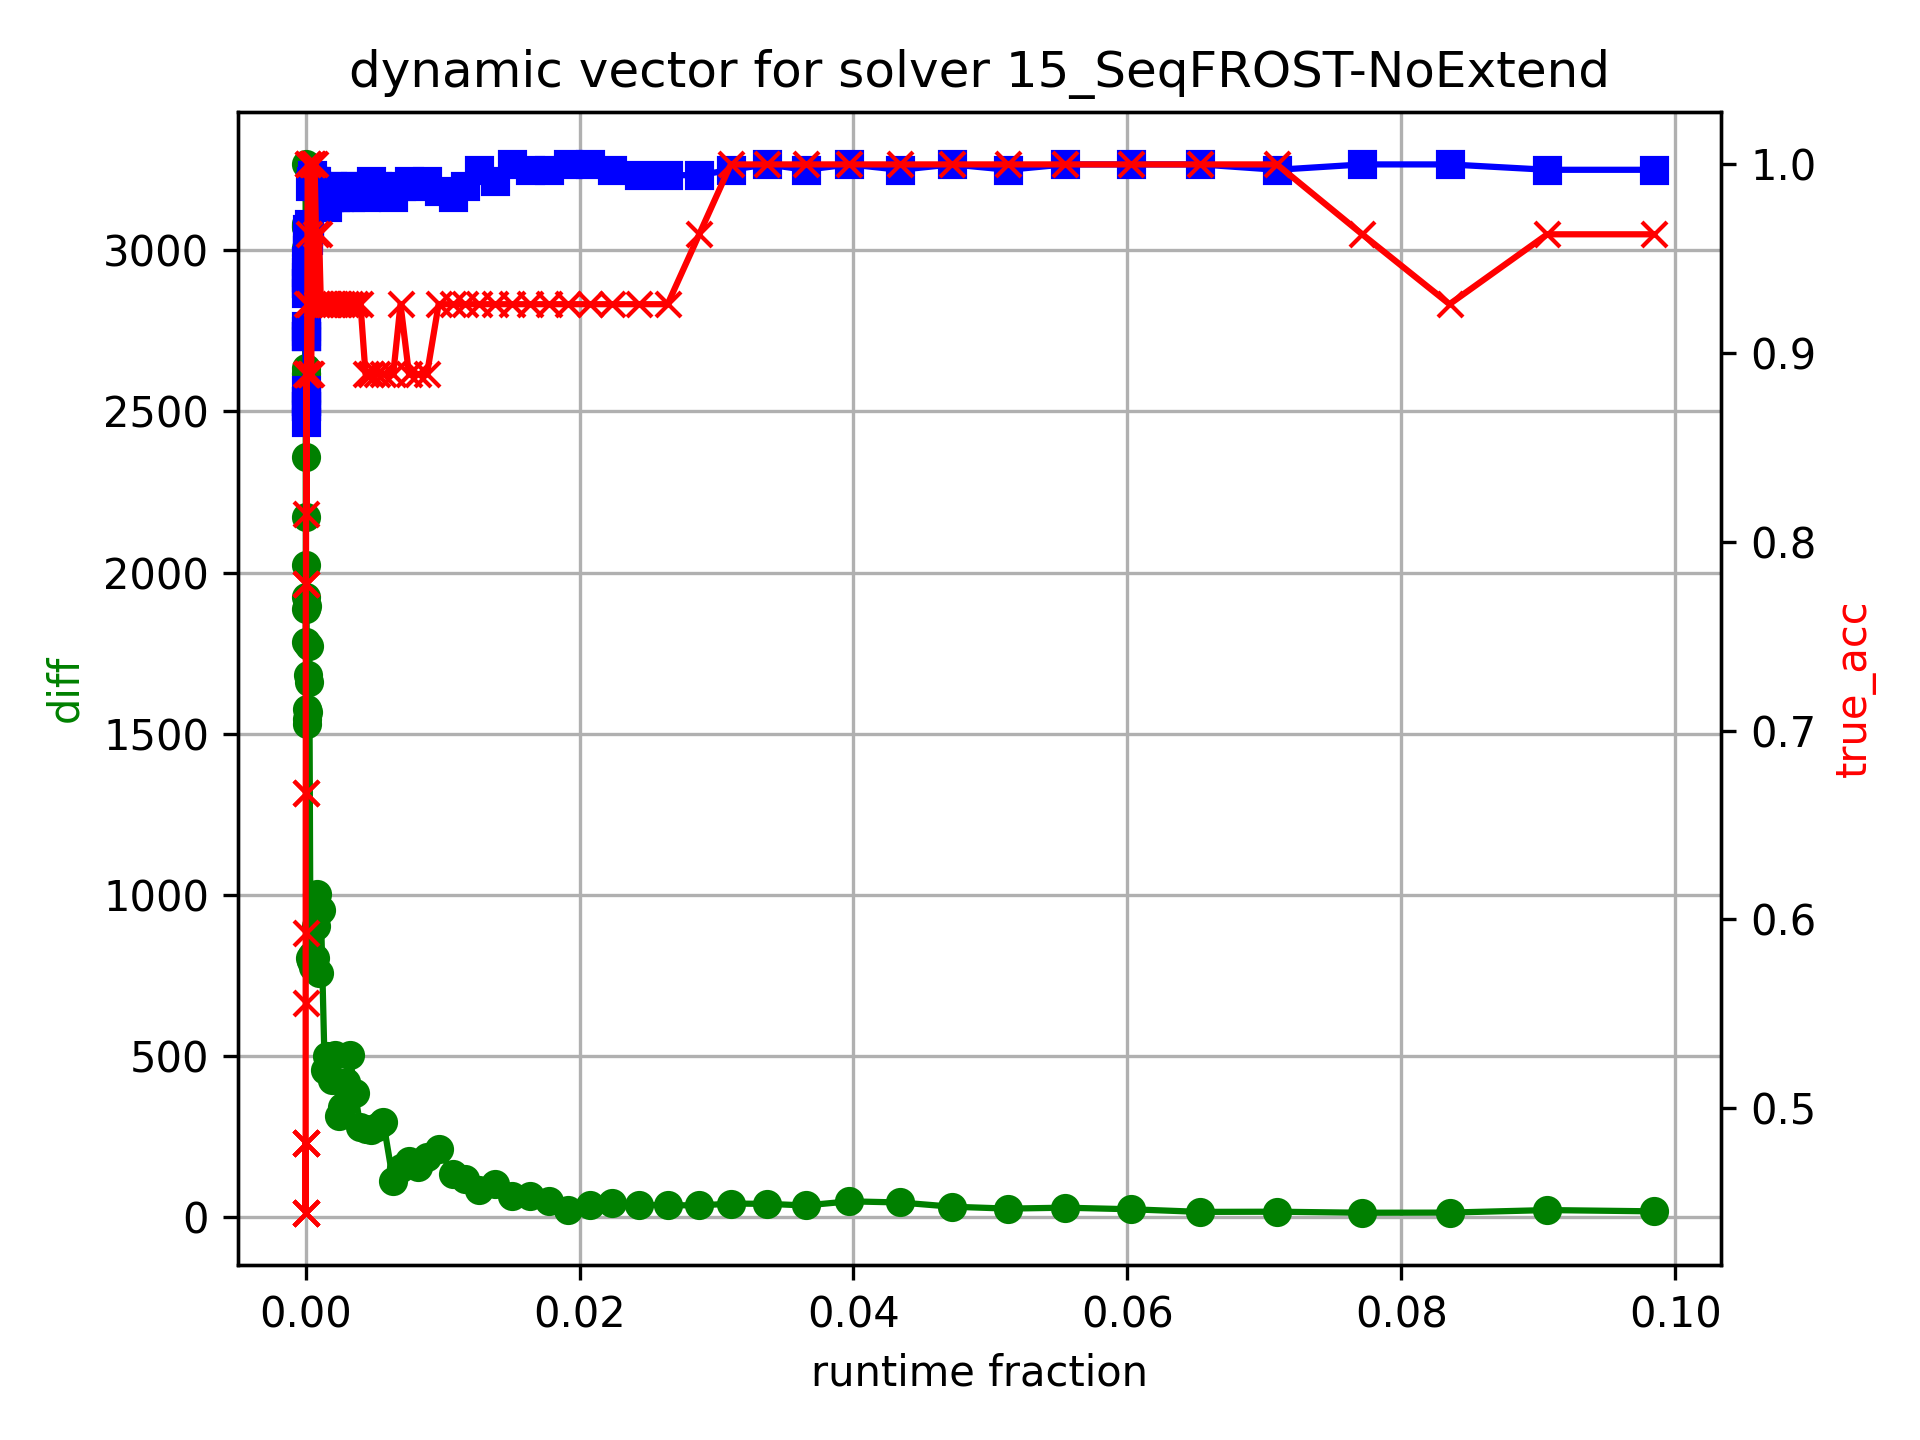 dynamic vector for solver 15_SeqFROST-NoExtend
3000
2500
2000
1500
1000
500
0
diff
1.0
0.9
0.8
0.7
0.6
0.5
true_acc
0.00 0.02 0.04 0.06 0.08 0.10
runtime fraction